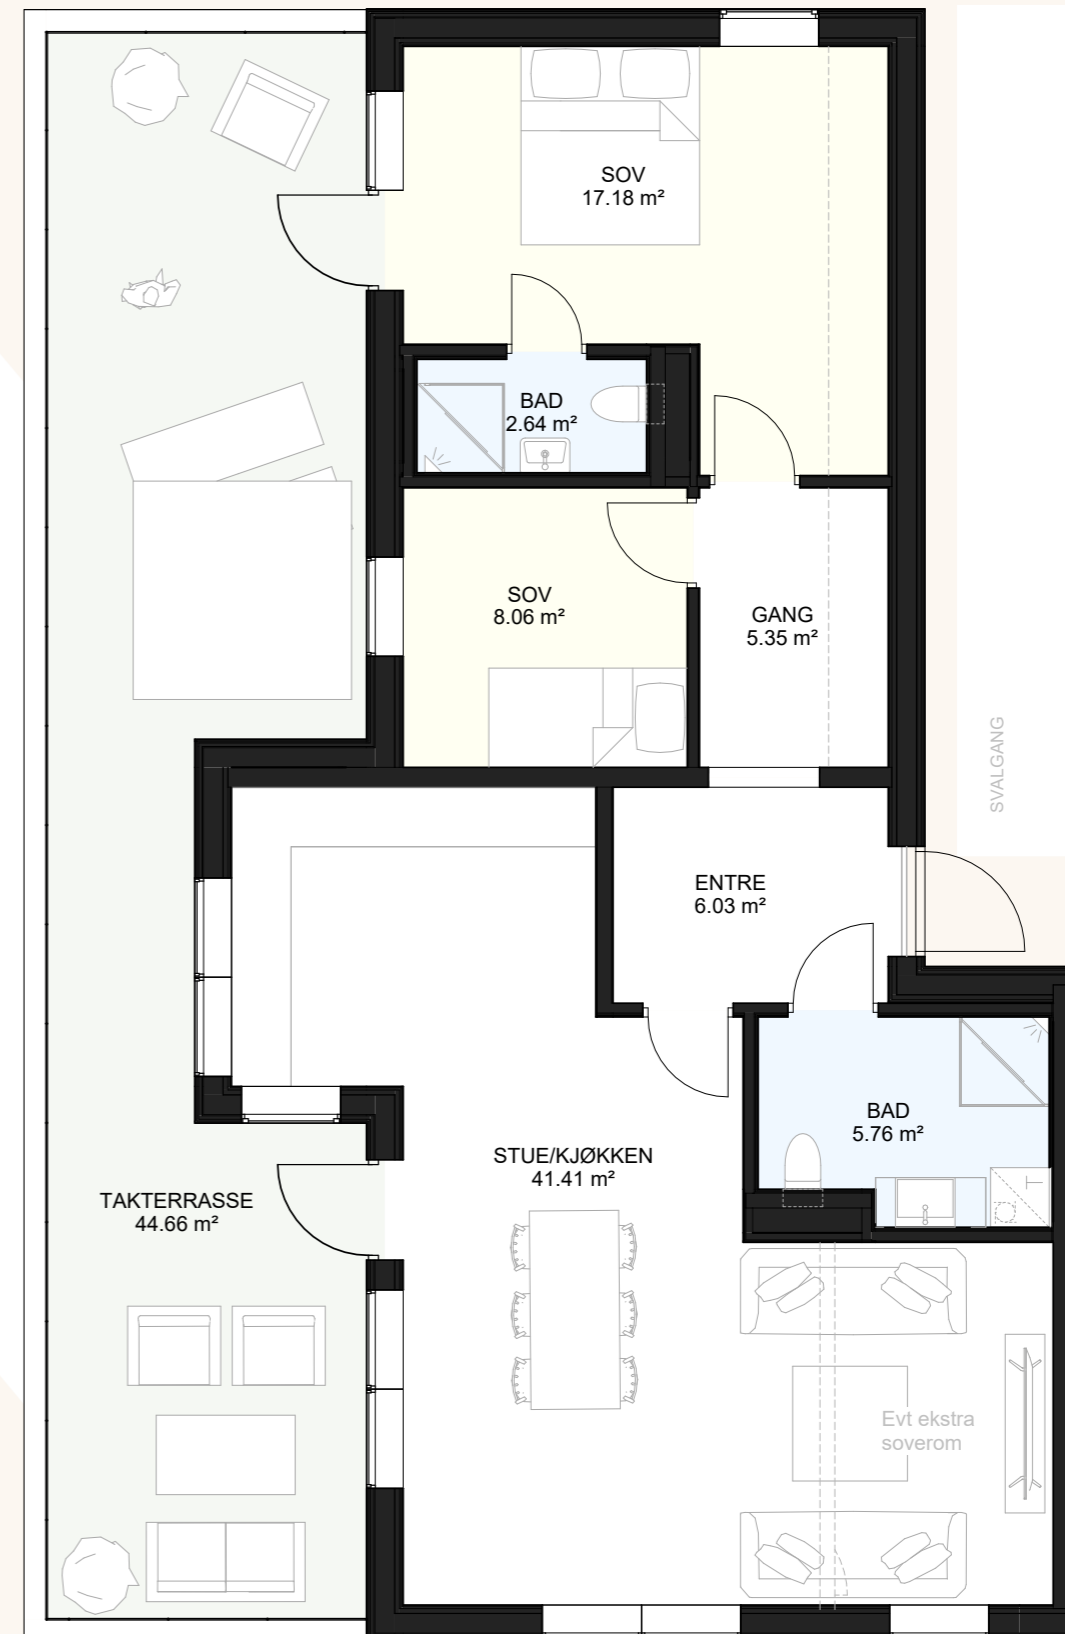 SOV
17.18 m²
BAD
2.64 m²
SOV
8.06 m²
GANG
5.35 m²
SVALGANG
ENTRE
6.03 m²
BAD
5.76 m²
T
STUE/KJØKKEN
41.41 m²
TAKTERRASSE
44.66 m²
Evt ekstra
soverom